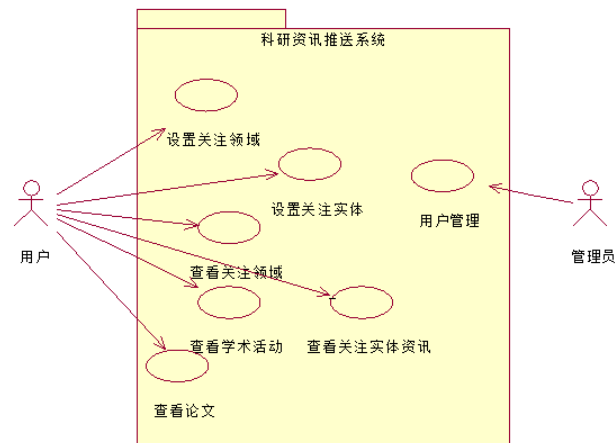 科研资讯推送系统
设置关注领域
设置关注实体
用户管理
用户
管理员
查看关注领域
查看学术活动
查看关注实体资讯
查看论文